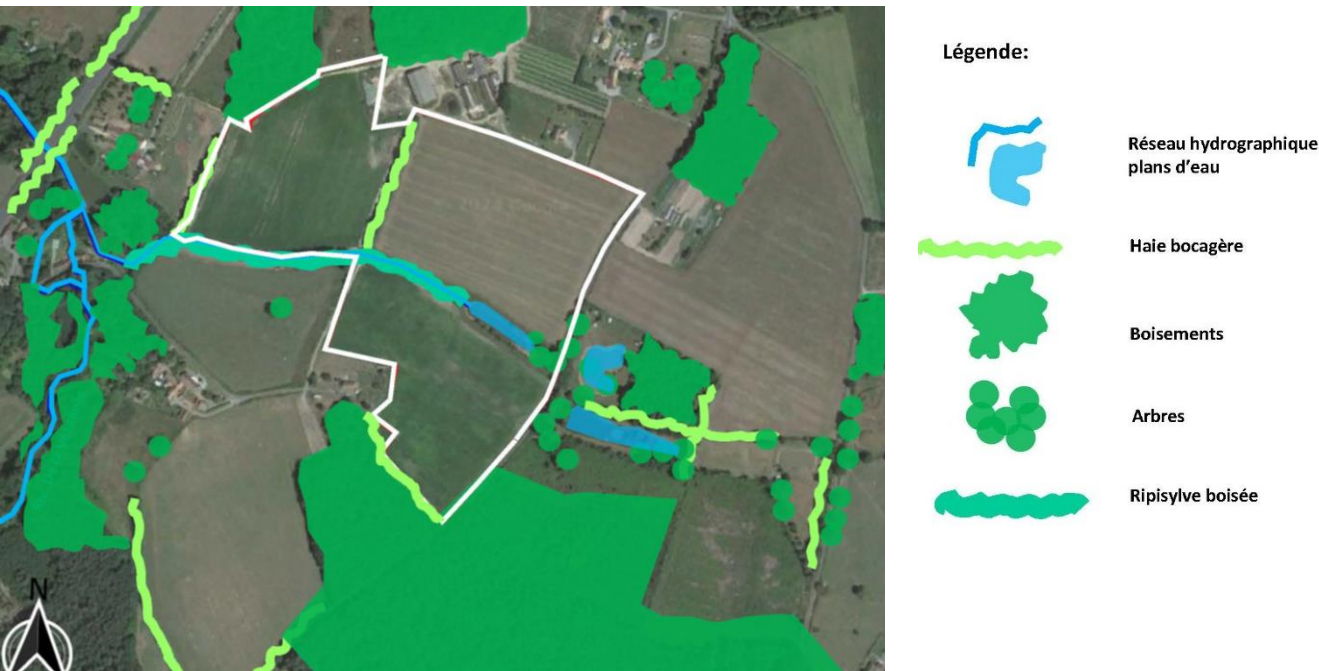 Légende:
Réseau hydrographique
plans d'eau
Haie bocagère
Boisements
Arbres
Ripisylve boisée
N